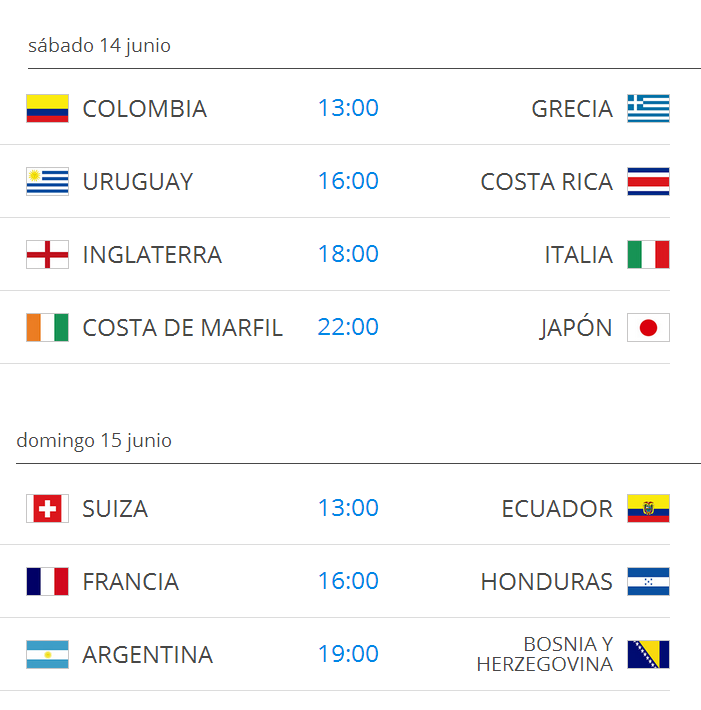 sábado 14 junio
COLOMBIA 13:00 GRECIA
URUGUAY 16:00 COSTA RICA
INGLATERRA 18:00 ITALIA
COSTA DE MARFIL 22:00 JAPÓN
domingo 15 junio
SUIZA 13:00 ECUADOR
FRANCIA 16:00 HONDURAS
ARGENTINA 19:00 BOSNIA Y
HERZEGOVINA